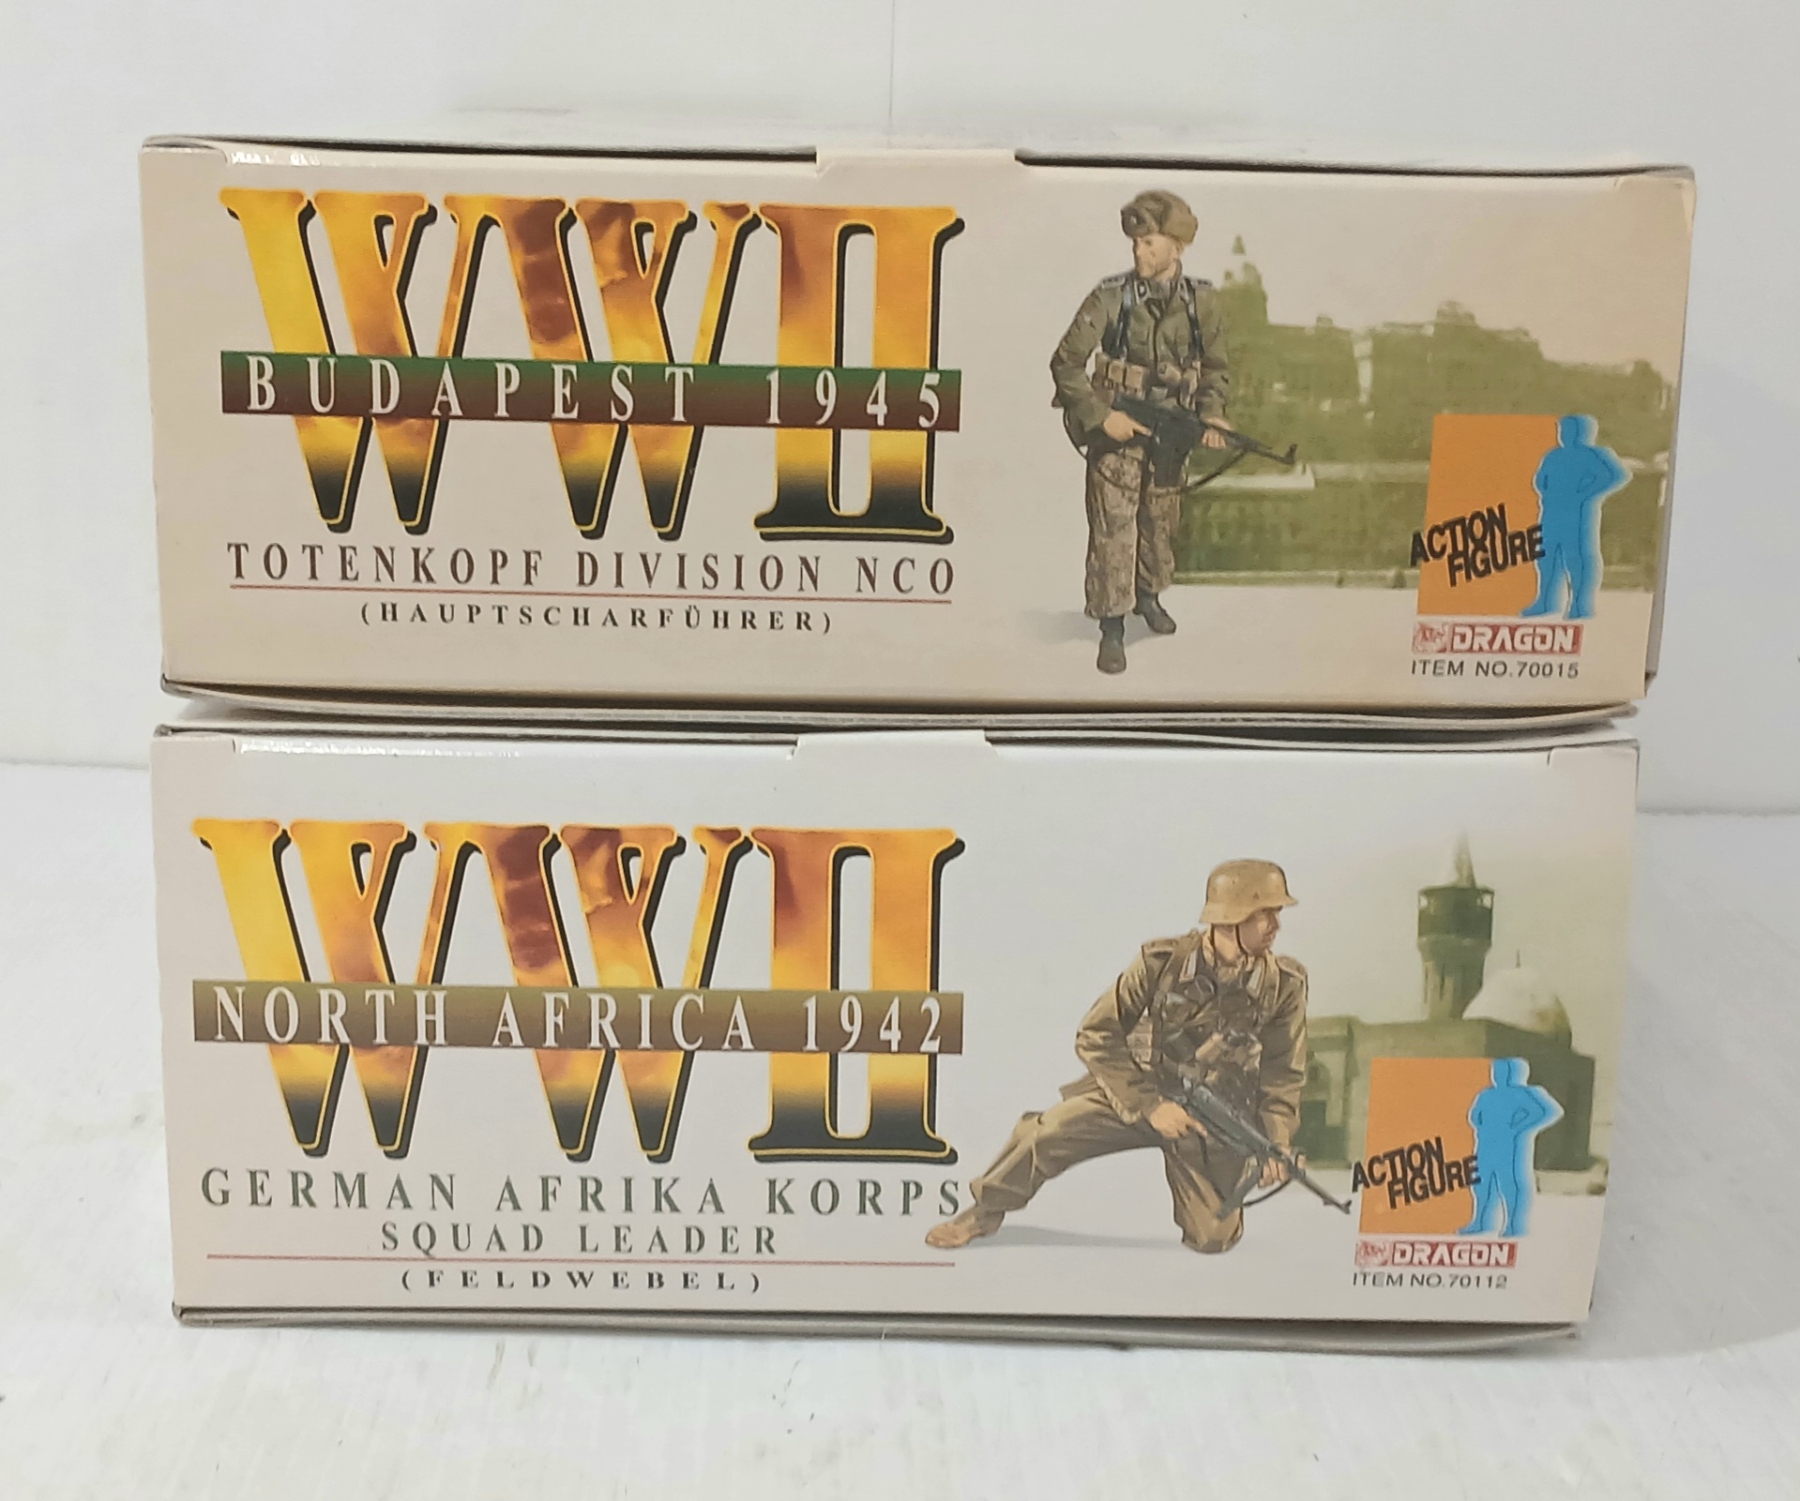 WWII
BUDAPEST 1945
TOTENKOPF DIVISION NCO
(HAUPTSCHARFÜHRER)
ACTION
FIGURE
DRAGON
ITEM NO.70015
WWII
NORTH AFRICA 1942
GERMAN AFRIKA KORPS
SQUAD LEADER
(FELDWEBEL)
ACTION
FIGURE
DRAGON
ITEM NO.70112